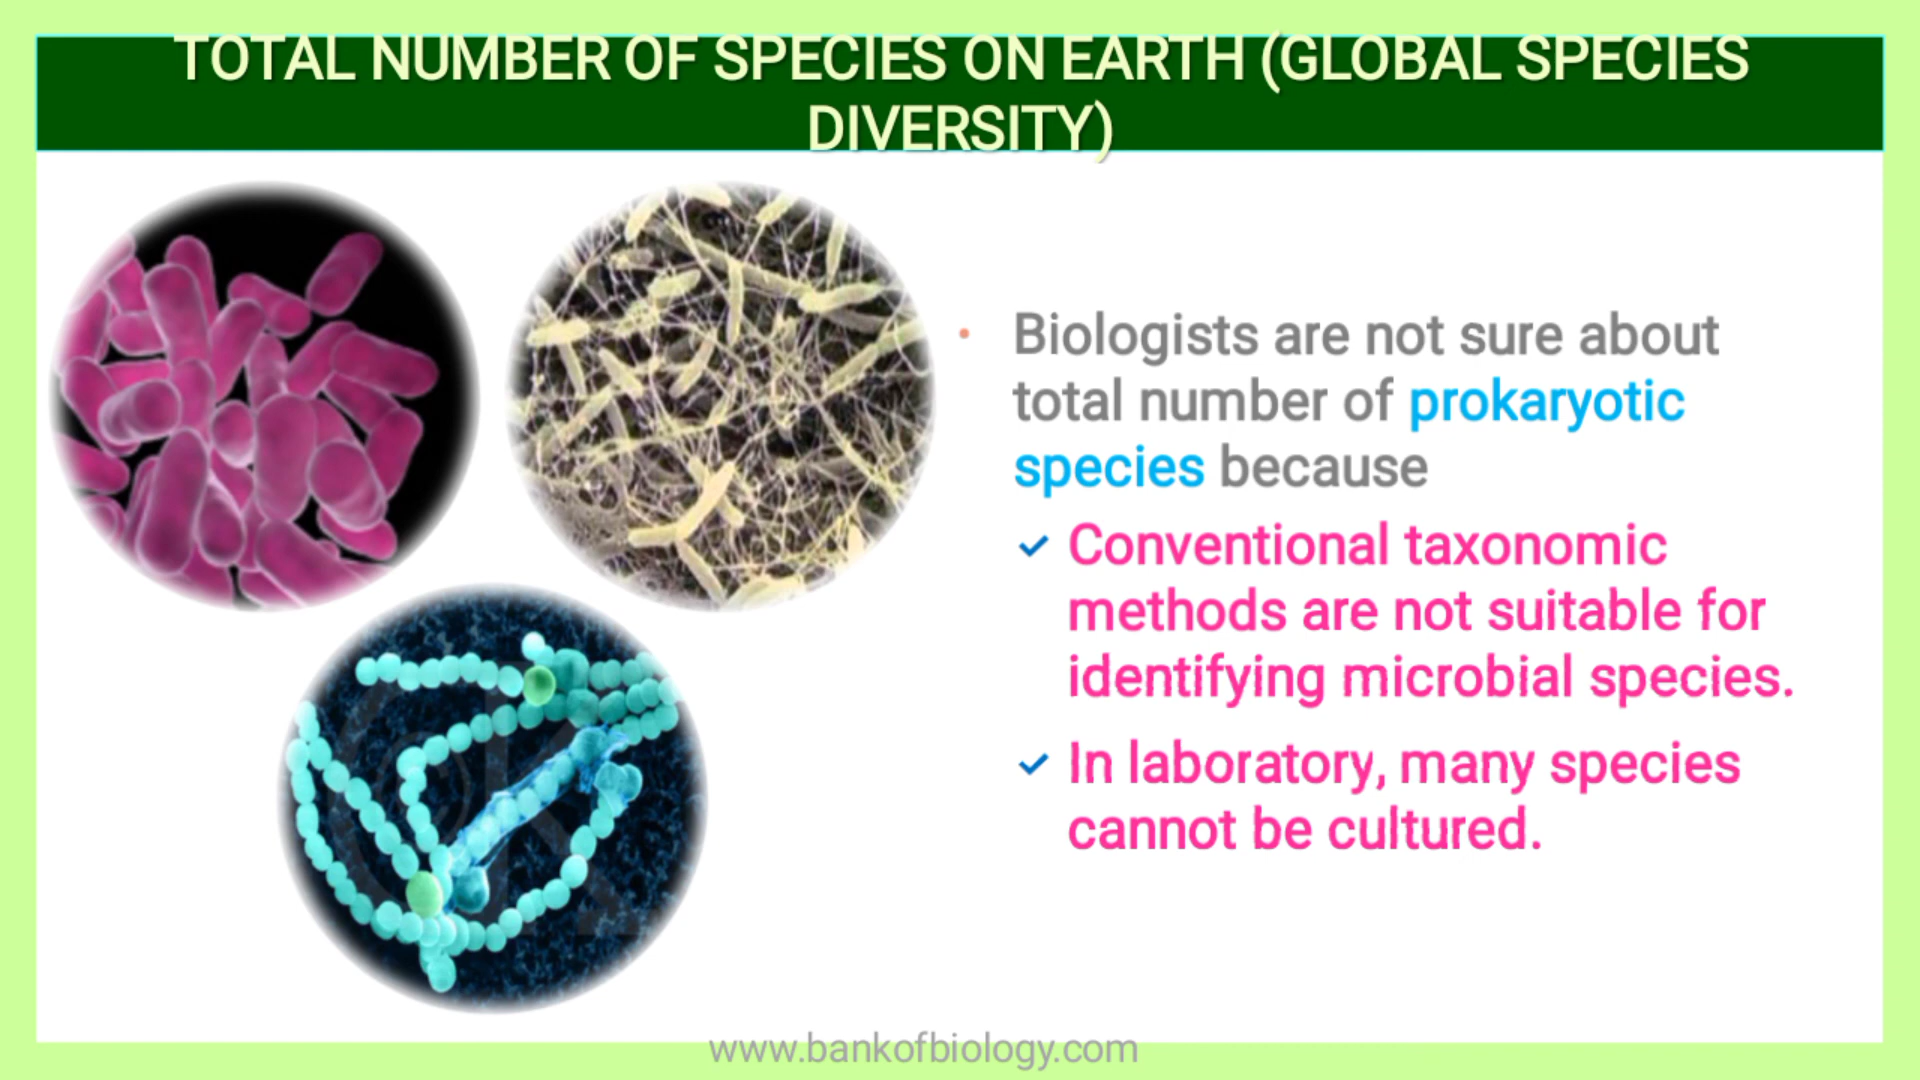 TOTAL NUMBER OF SPECIES ON EARTH (GLOBAL SPECIES
DIVERSITY)
• Biologists are not sure about
total number of prokaryotic
species because
✓ Conventional taxonomic
methods are not suitable for
identifying microbial species.
✓ In laboratory, many species
cannot be cultured.
www.bankofbiology.com